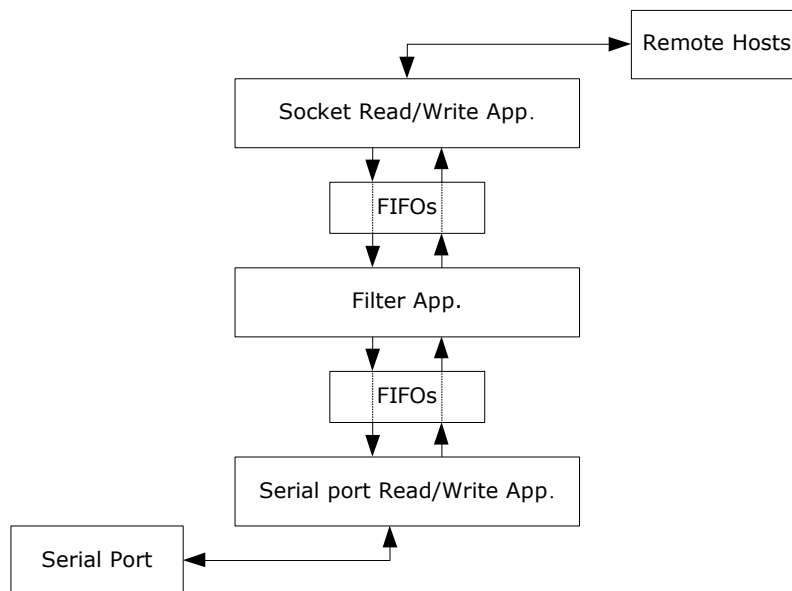 Remote Hosts
Socket Read/Write App.
FIFOs
Filter App.
FIFOs
Serial port Read/Write App.
Serial Port